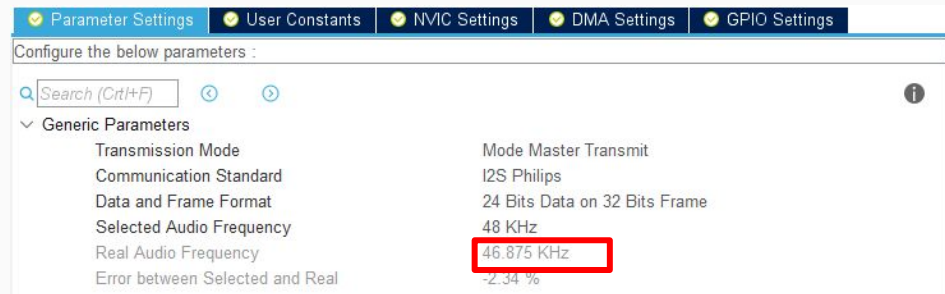 Parameter Settings User Constants NVIC Settings DMA Settings GPIO Settings
Configure the below parameters :
Search (Crtl+F)
Generic Parameters
Transmission Mode Mode Master Transmit
Communication Standard I2S Philips
Data and Frame Format 24 Bits Data on 32 Bits Frame
Selected Audio Frequency 48 KHz
Real Audio Frequency 46.875 KHz
Error between Selected and Real -2.34 %